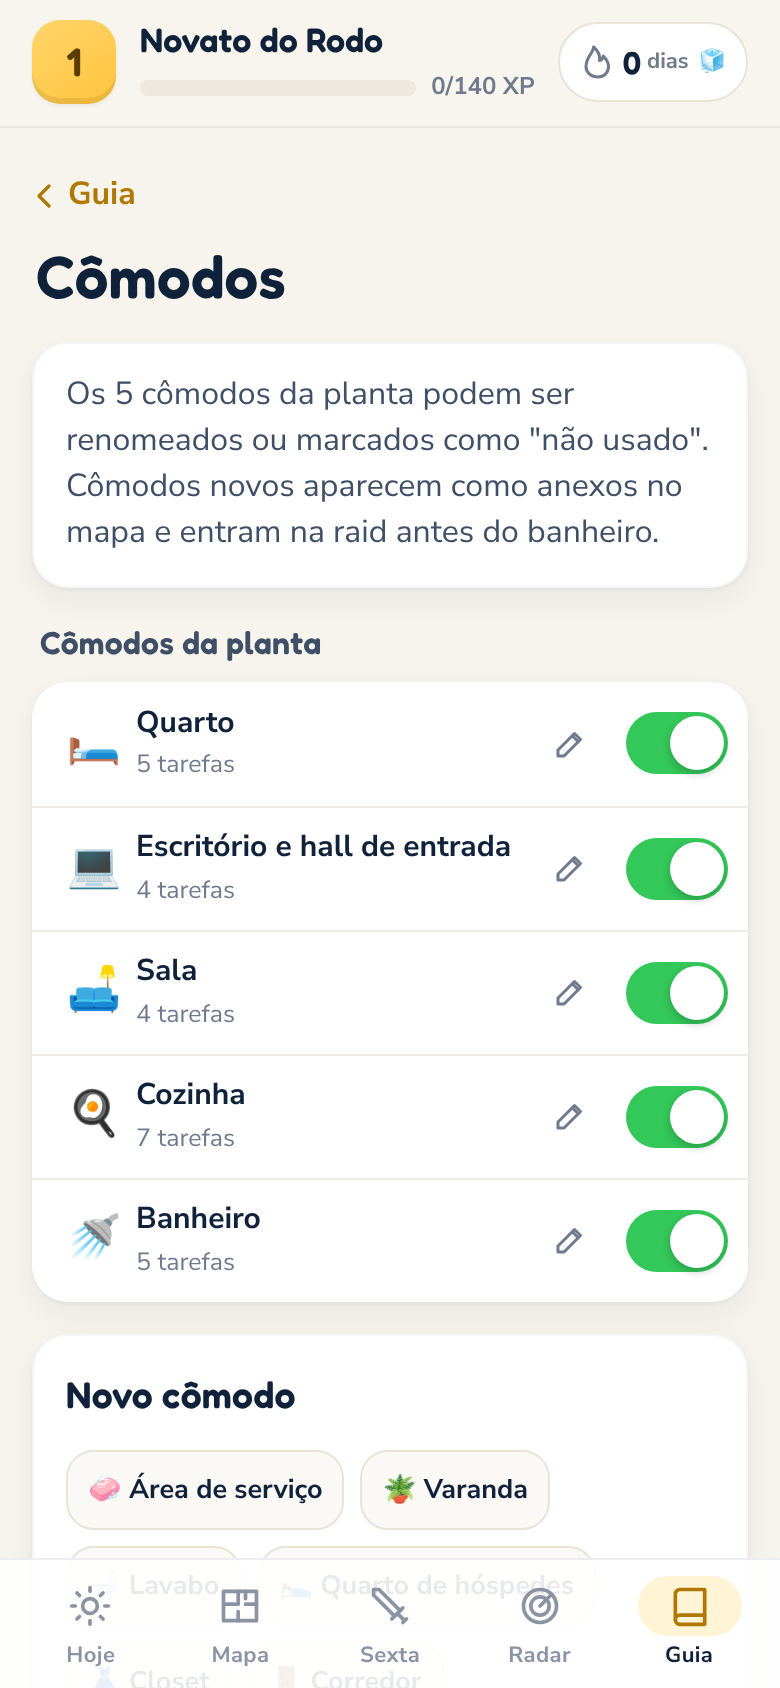 1
Novato do Rodo
0/140 XP
0 dias
Guia
Cômodos
Os 5 cômodos da planta podem ser
renomeados ou marcados como "não usado".
Cômodos novos aparecem como anexos no
mapa e entram na raid antes do banheiro.
Cômodos da planta
Quarto
5 tarefas
Escritório e hall de entrada
4 tarefas
Sala
4 tarefas
Cozinha
7 tarefas
Banheiro
5 tarefas
Novo cômodo
Área de serviço
Varanda
Lavabo
Quarto de hóspedes
Closet
Corredor
Hoje
Mapa
Sexta
Radar
Guia